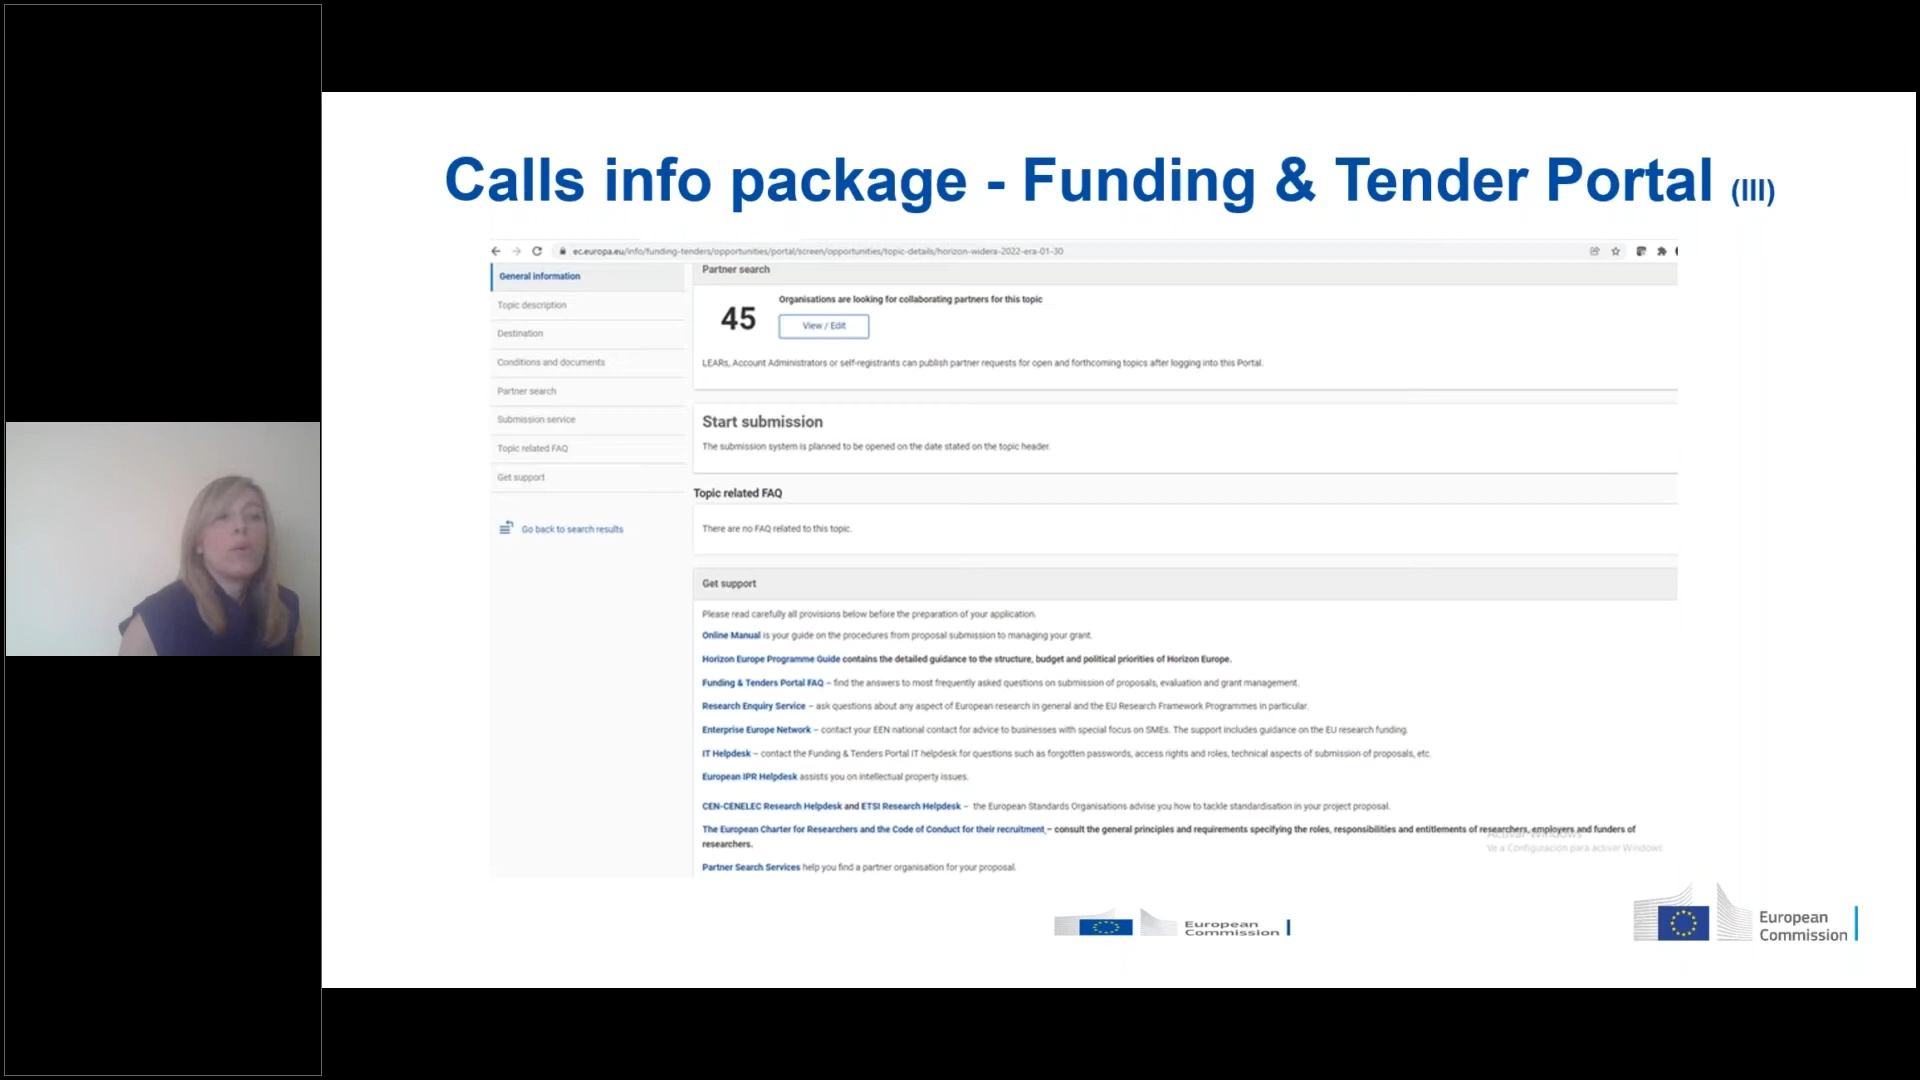 Calls info package - Funding & Tender Portal (III)
ec.europa.eu/info/funding-tenders/opportunities/portal/screen/opportunities/topic-details/horizon-widera-2022-era-01-30
General information
Topic description
Destination
Conditions and documents
Partner search
Submission service
Topic related FAQ
Get support
Go back to search results
Partner search
45
Organisations are looking for collaborating partners for this topic
View / Edit
LEARs, Account Administrators or self-registrants can publish partner requests for open and forthcoming topics after logging into this Portal.
Start submission
The submission system is planned to be opened on the date stated on the topic header.
Topic related FAQ
There are no FAQ related to this topic.
Get support
Please read carefully all provisions below before the preparation of your application.
Online Manual is your guide on the procedures from proposal submission to managing your grant.
Horizon Europe Programme Guide contains the detailed guidance to the structure, budget and political priorities of Horizon Europe.
Funding & Tenders Portal FAQ – find the answers to most frequently asked questions on submission of proposals, evaluation and grant management.
Research Enquiry Service – ask questions about any aspect of European research in general and the EU Research Framework Programmes in particular.
Enterprise Europe Network – contact your EEN national contact for advice to businesses with special focus on SMEs. The support includes guidance on the EU research funding.
IT Helpdesk – contact the Funding & Tenders Portal IT helpdesk for questions such as forgotten passwords, access rights and roles, technical aspects of submission of proposals, etc.
European IPR Helpdesk assists you on intellectual property issues.
CEN-CENELEC Research Helpdesk and ETSI Research Helpdesk – the European Standards Organisations advise you how to tackle standardisation in your project proposal.
The European Charter for Researchers and the Code of Conduct for their recruitment – consult the general principles and requirements specifying the roles, responsibilities and entitlements of researchers, employers and funders of
researchers.
Activar Windows
Ve a Configuración para activar Windows
Partner Search Services help you find a partner organisation for your proposal.
European
Commission
European
Commission